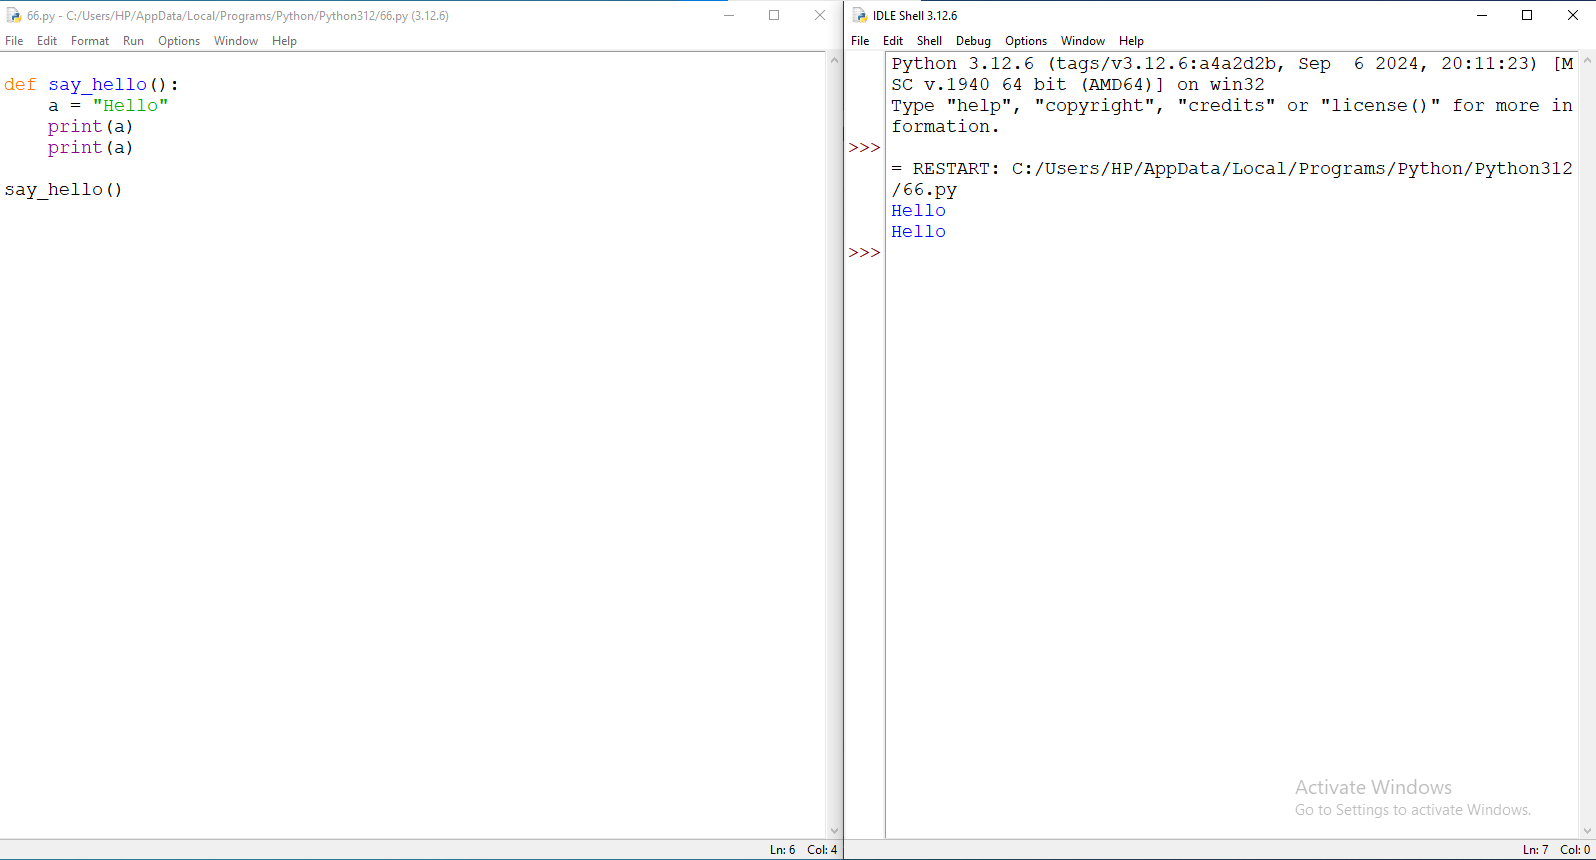 66.py - C:/Users/HP/AppData/Local/Programs/Python/Python312/66.py (3.12.6)
File Edit Format Run Options Window Help
def say_hello():
    a = "Hello"
    print(a)
    print(a)
say_hello()
Ln: 6 Col: 4
IDLE Shell 3.12.6
File Edit Shell Debug Options Window Help
Python 3.12.6 (tags/v3.12.6:a4a2d2b, Sep  6 2024, 20:11:23) [M
SC v.1940 64 bit (AMD64)] on win32
Type "help", "copyright", "credits" or "license()" for more in
formation.
>>>
= RESTART: C:/Users/HP/AppData/Local/Programs/Python/Python312
/66.py
Hello
Hello
>>>
Activate Windows
Go to Settings to activate Windows.
Ln: 7 Col: 0